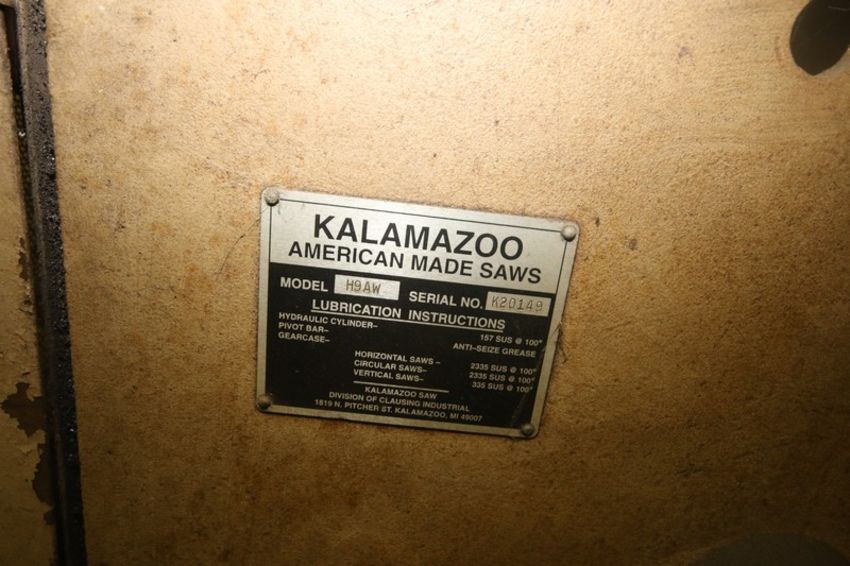 KALAMAZOO
AMERICAN MADE SAWS
MODEL H9AW SERIAL NO. K20149
LUBRICATION INSTRUCTIONS
HYDRAULIC CYLINDER– 157 SUS @ 100°
PIVOT BAR– ANTI-SEIZE GREASE
GEARCASE–
HORIZONTAL SAWS – 2335 SUS @ 100°
CIRCULAR SAWS– 2335 SUS @ 100°
VERTICAL SAWS– 335 SUS @ 100°
KALAMAZOO SAW
DIVISION OF CLAUSING INDUSTRIAL
1819 N. PITCHER ST. KALAMAZOO, MI 49007